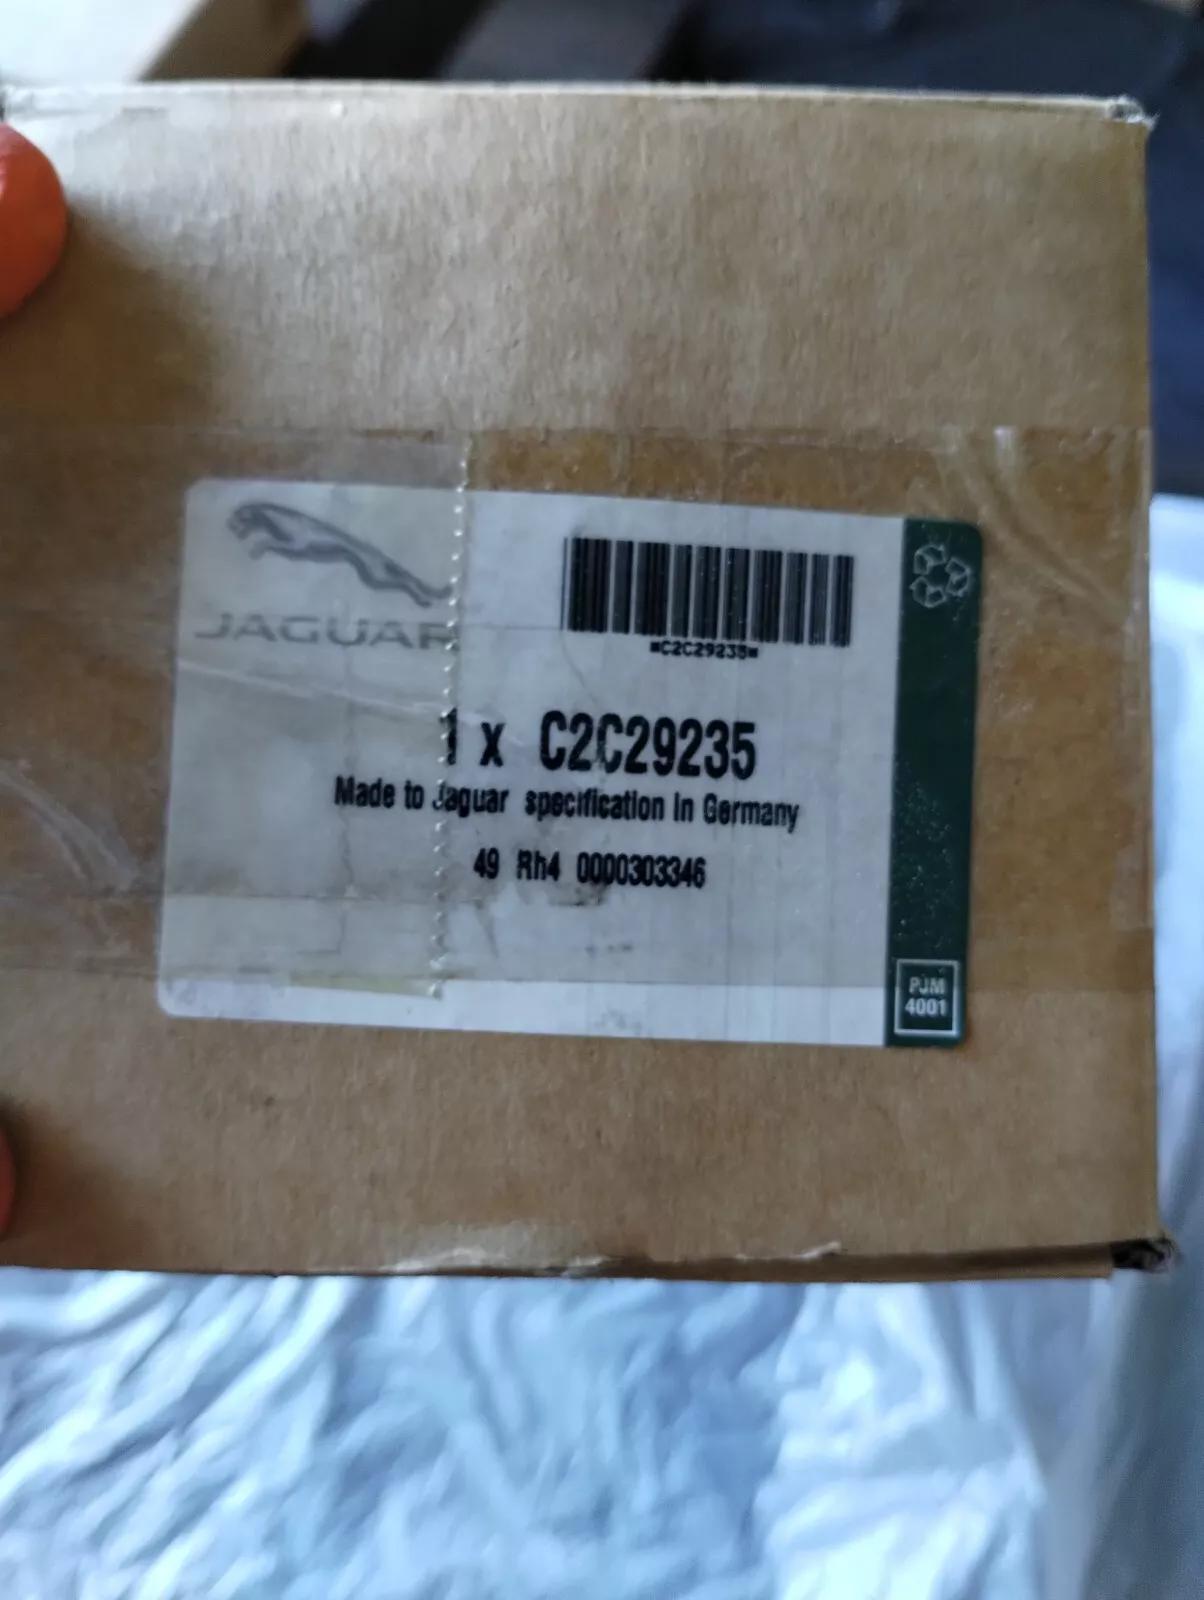 JAGUAR
*C2C29235*
1 x C2C29235
Made to Jaguar specification in Germany
49 Rh4 0000303346
PJM
4001